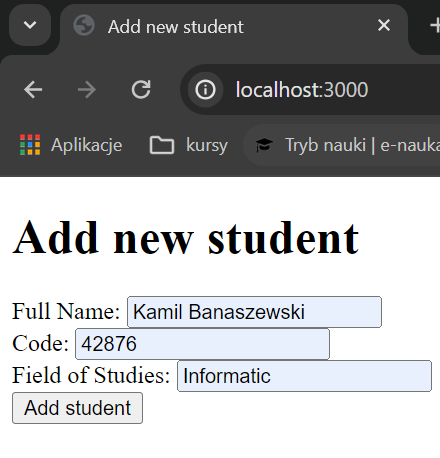 Add new student
localhost:3000
Aplikacje kursy Tryb nauki | e-nauka
Add new student
Full Name: Kamil Banaszewski
Code: 42876
Field of Studies: Informatic
Add student